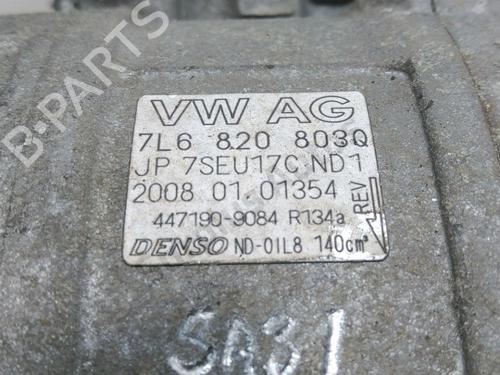 B-PARTS
VW AG
7L6 820 803Q
JP 7SEU17C ND1
2008 01.01354
REV
447190-9084 R134a
DENSO ND-OIL8 140cm³
SA31